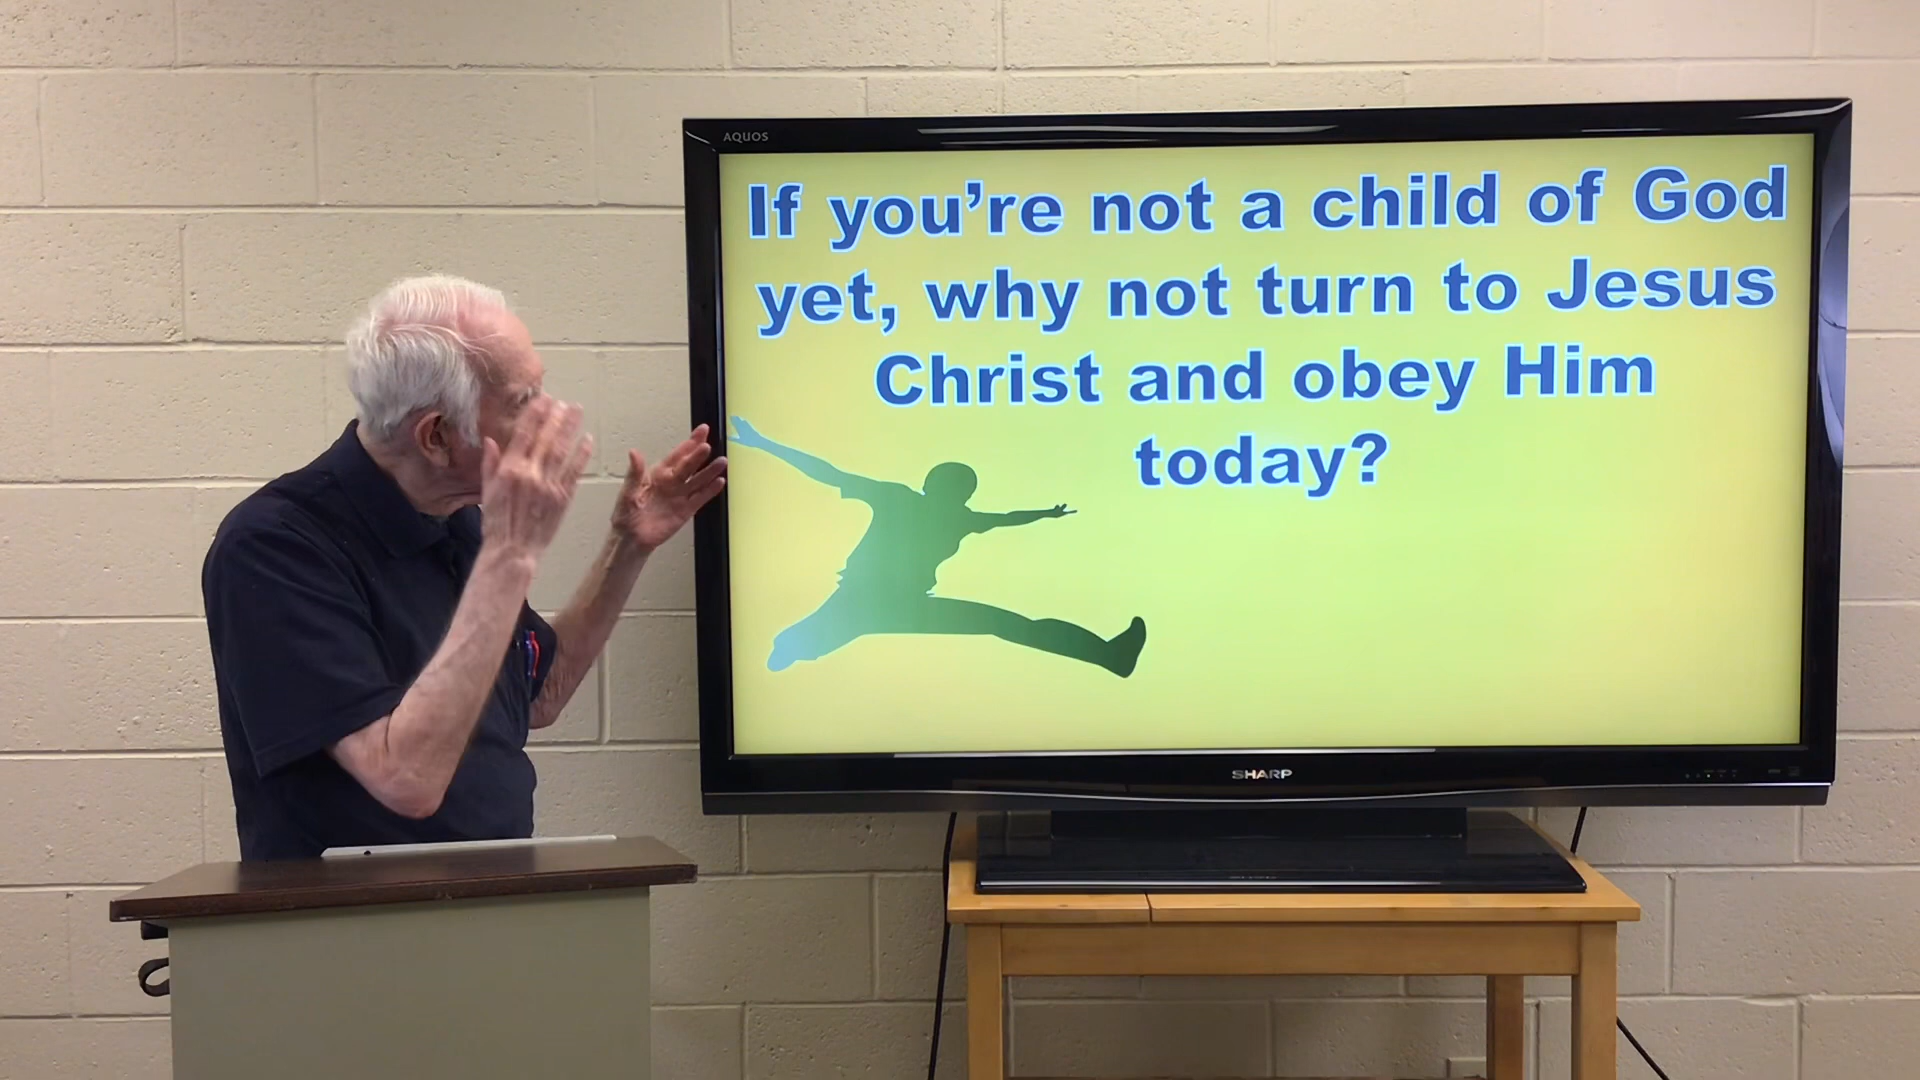 AQUOS
If you're not a child of God
yet, why not turn to Jesus
Christ and obey Him
today?
SHARP